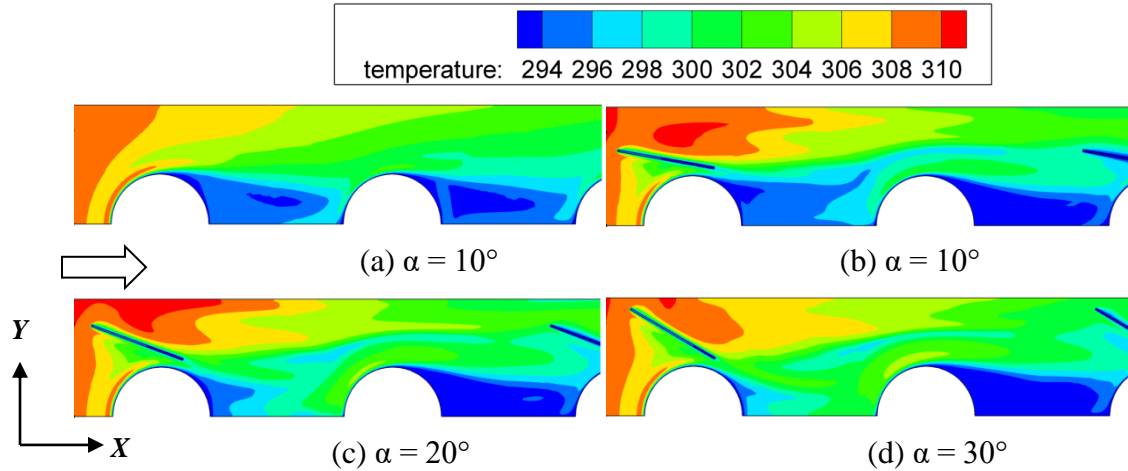 temperature: 294 296 298 300 302 304 306 308 310
(a) α = 10°
(b) α = 10°
Y
X
(c) α = 20°
(d) α = 30°